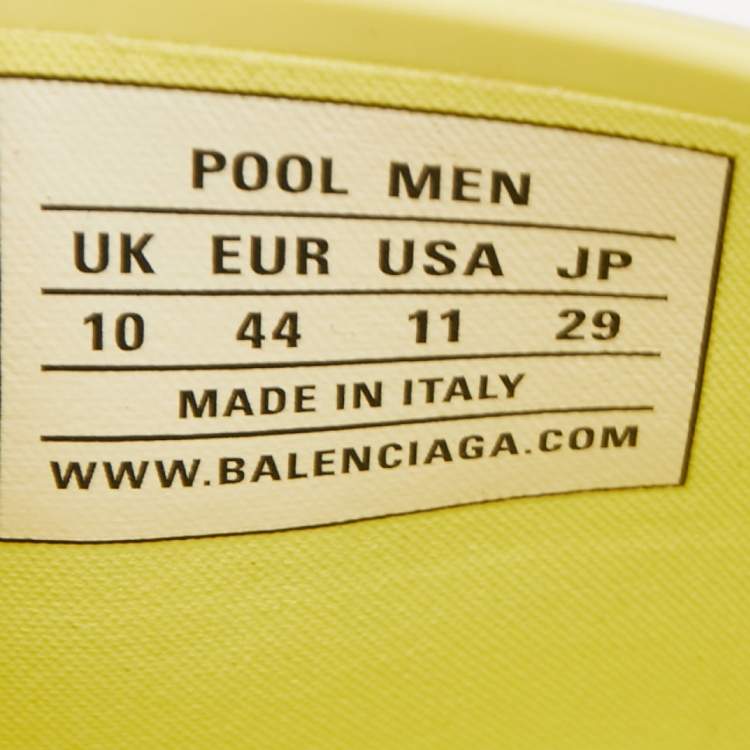 POOL MEN
UK EUR USA JP
10 44 11 29
MADE IN ITALY
WWW.BALENCIAGA.COM